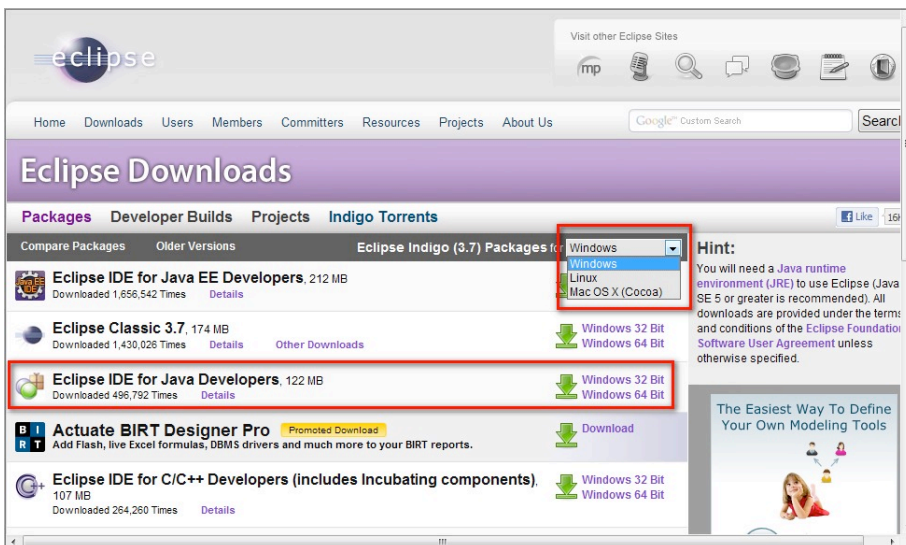 Visit other Eclipse Sites
eclipse
mp
Home Downloads Users Members Committers Resources Projects About Us
Google™ Custom Search
Eclipse Downloads
Packages Developer Builds Projects Indigo Torrents
Like
Compare Packages Older Versions Eclipse Indigo (3.7) Packages for Windows
Windows
Linux
Mac OS X (Cocoa)
Eclipse IDE for Java EE Developers, 212 MB
Downloaded 1,656,542 Times Details
Eclipse Classic 3.7, 174 MB Windows 32 Bit
Downloaded 1,430,026 Times Details Other Downloads Windows 64 Bit
Eclipse IDE for Java Developers, 122 MB Windows 32 Bit
Downloaded 496,792 Times Details Windows 64 Bit
BIRT
Actuate BIRT Designer Pro Promoted Download Download
Add Flash, live Excel formulas, DBMS drivers and much more to your BIRT reports.
Eclipse IDE for C/C++ Developers (includes Incubating components), Windows 32 Bit
107 MB Windows 64 Bit
Downloaded 264,260 Times Details
Hint:
You will need a Java runtime
environment (JRE) to use Eclipse (Java
SE 5 or greater is recommended). All
downloads are provided under the terms
and conditions of the Eclipse Foundation
Software User Agreement unless
otherwise specified.
The Easiest Way To Define
Your Own Modeling Tools